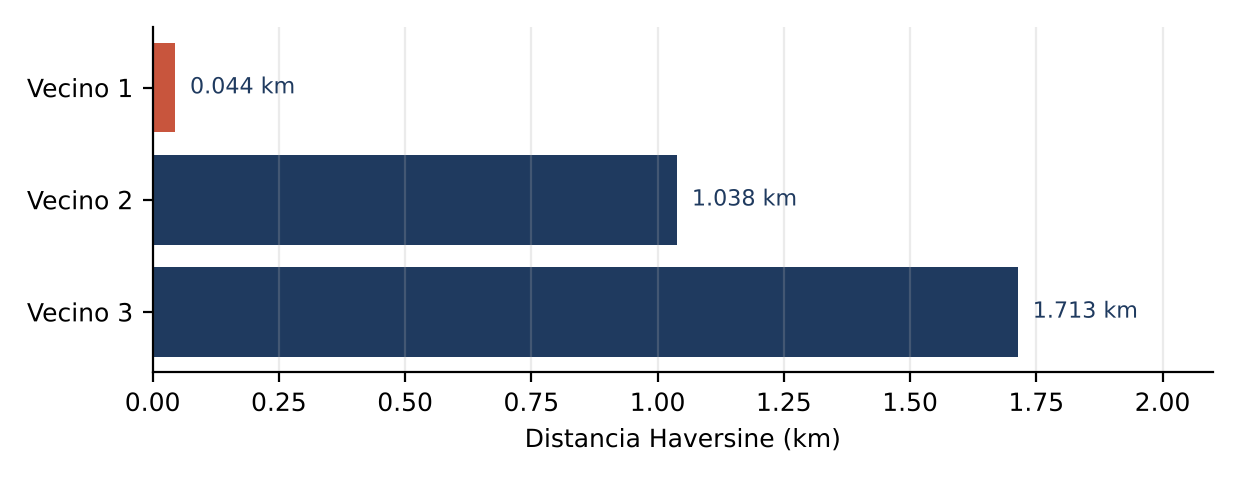 Vecino 1
0.044 km
Vecino 2
1.038 km
Vecino 3
1.713 km
0.00 0.25 0.50 0.75 1.00 1.25 1.50 1.75 2.00
Distancia Haversine (km)